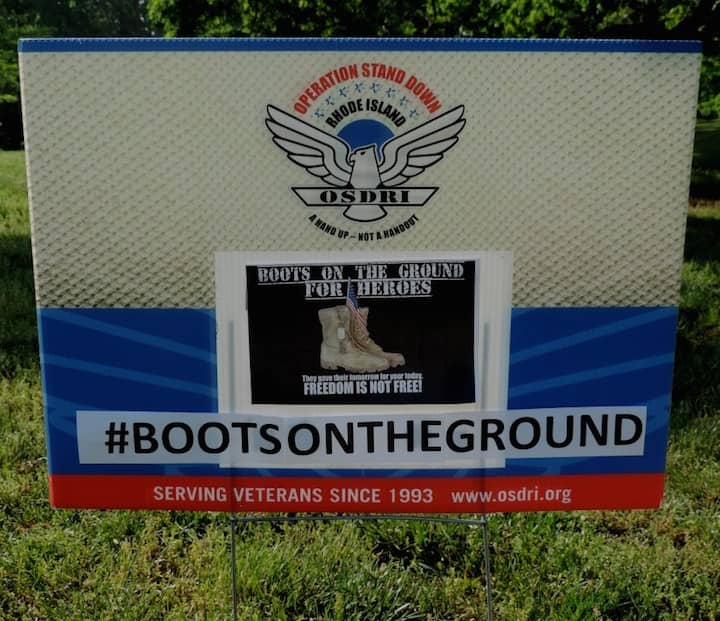 OPERATION STAND DOWN
RHODE ISLAND
OSDRI
A HAND UP - NOT A HANDOUT
BOOTS ON THE GROUND
FOR HEROES
They gave their tomorrow for your today.
FREEDOM IS NOT FREE!
#BOOTSONTHEGROUND
SERVING VETERANS SINCE 1993 www.osdri.org